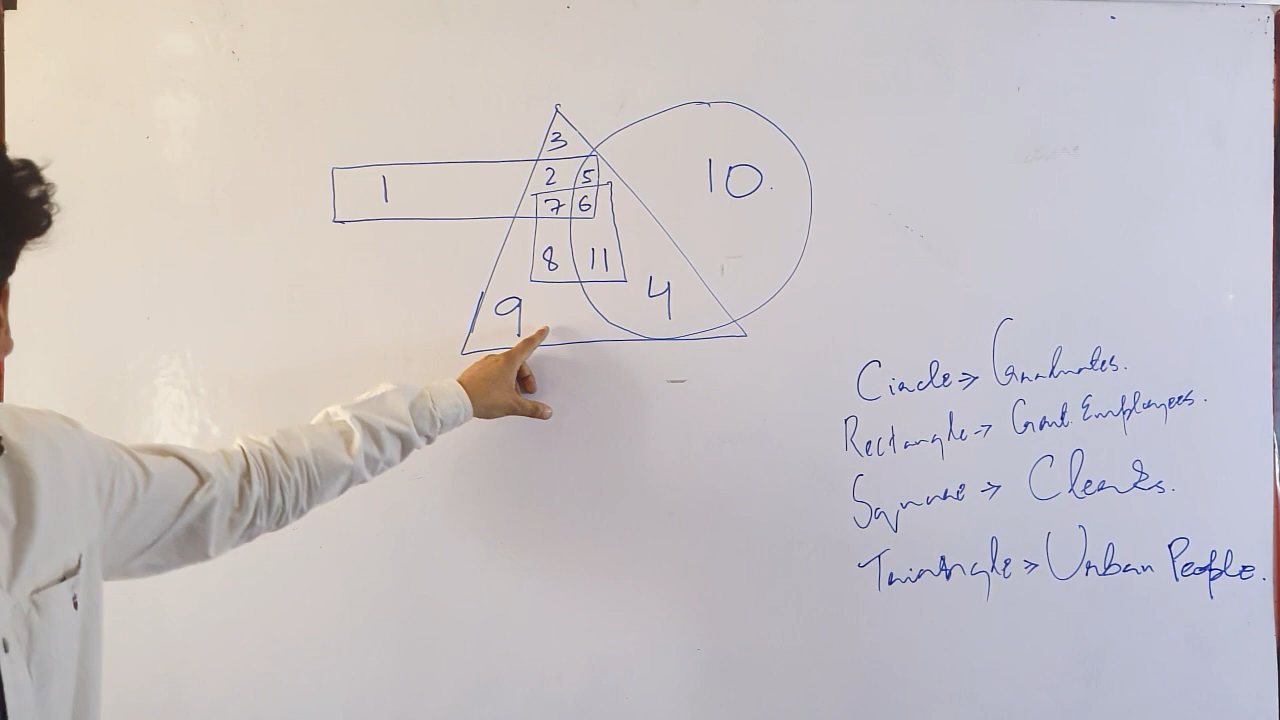 3
1 2 5 10.
7 6
8 11
9 4
Circle → Graduates.
Rectangle → Govt. Employees.
Square → Clerks.
Triangle → Urban People.